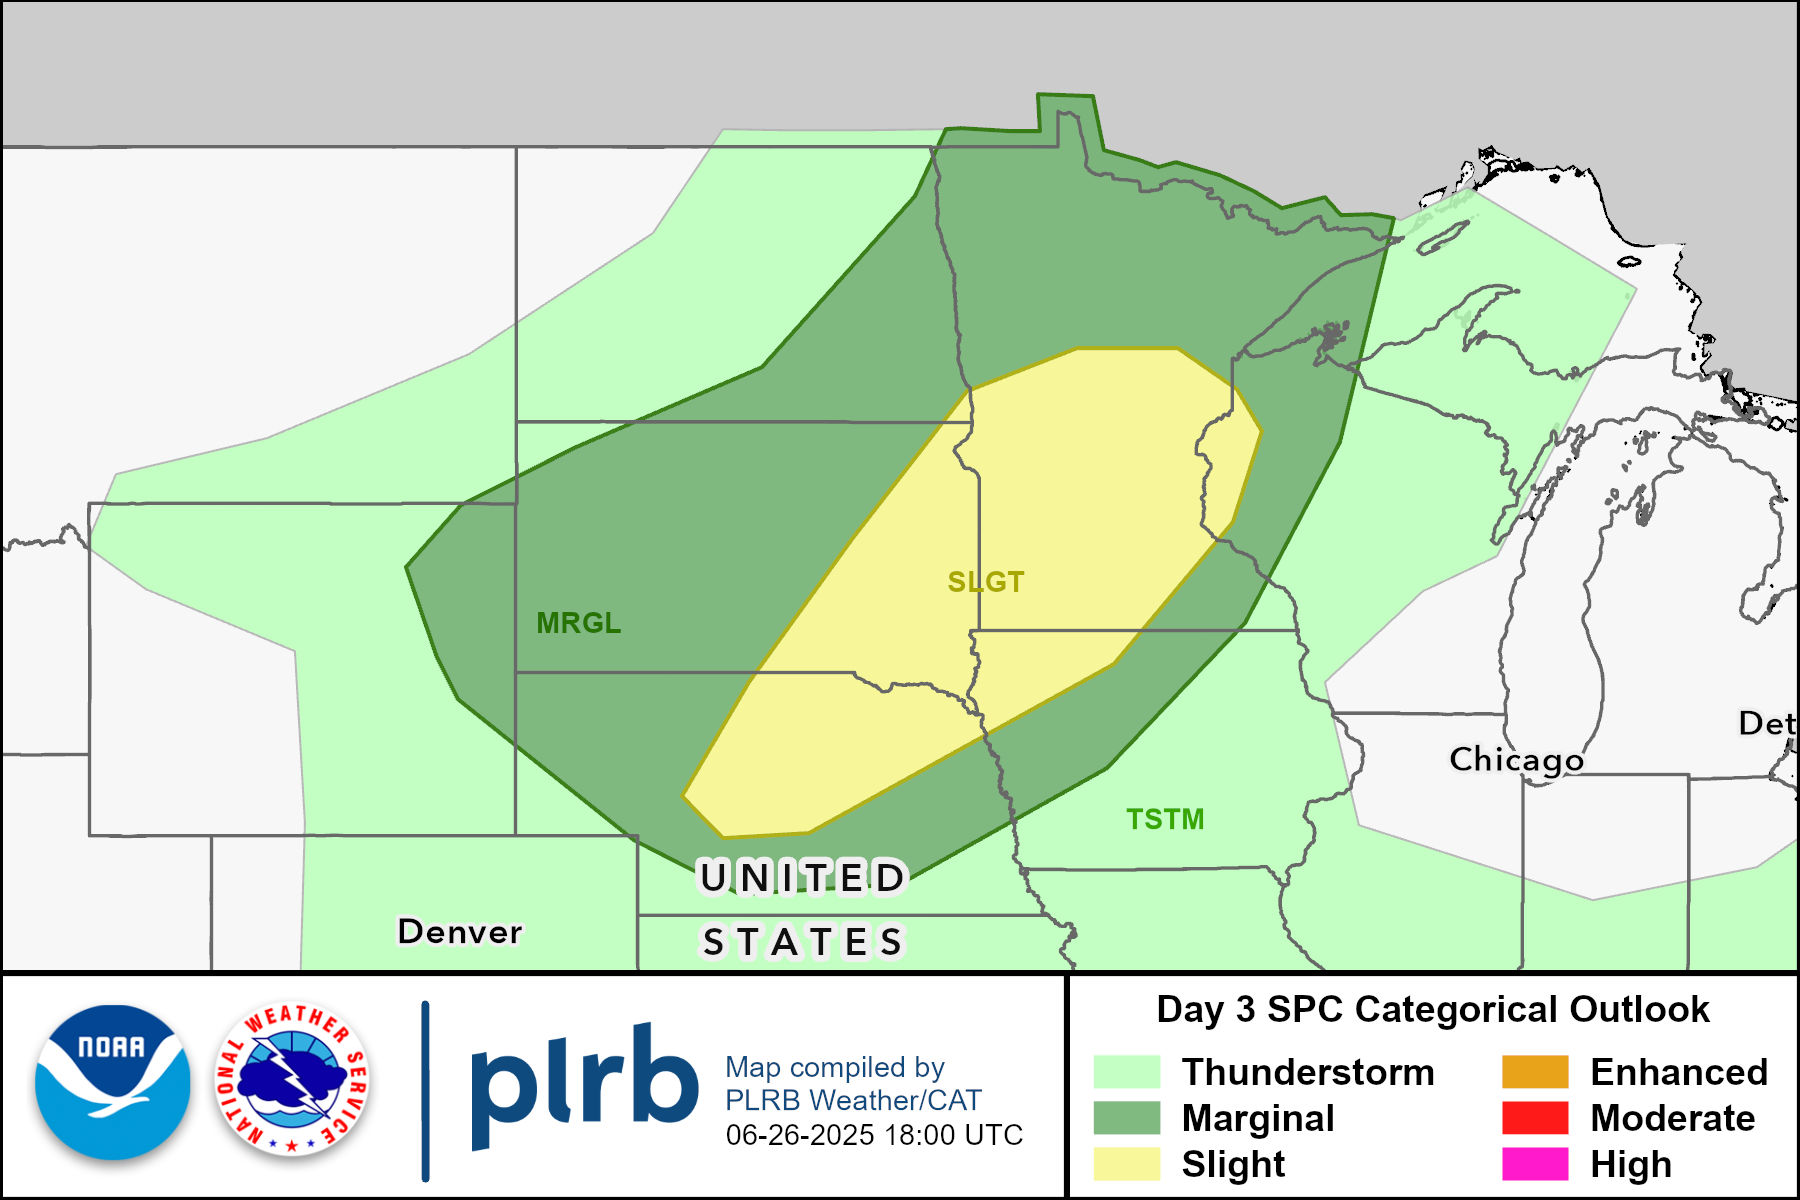 MRGL
SLGT
TSTM
Chicago
Det
UNITED
STATES
Denver
NOAA
NATIONAL WEATHER SERVICE
plrb
Map compiled by
PLRB Weather/CAT
06-26-2025 18:00 UTC
Day 3 SPC Categorical Outlook
Thunderstorm
Marginal
Slight
Enhanced
Moderate
High